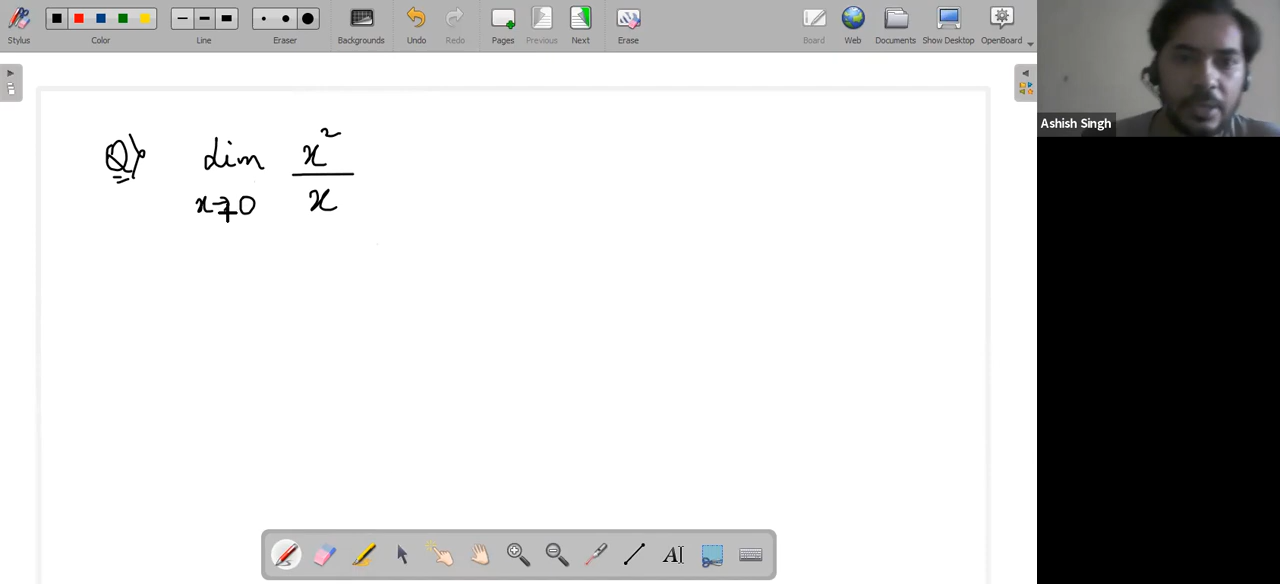 Stylus Color Line Eraser Backgrounds Undo Redo Pages Previous Next Erase Board Web Documents Show Desktop OpenBoard
Ashish Singh
Q) lim x²
x→0 x
AI